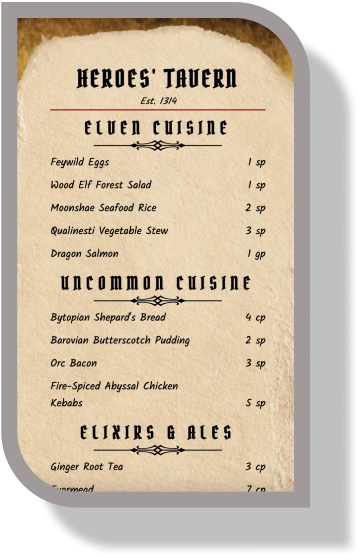 HEROES' TAVERN
Est. 1314
ELVEN CUISINE
Feywild Eggs 1 sp
Wood Elf Forest Salad 1 sp
Moonshae Seafood Rice 2 sp
Qualinesti Vegetable Stew 3 sp
Dragon Salmon 1 gp
UNCOMMON CUISINE
Bytopian Shepard's Bread 4 cp
Barovian Butterscotch Pudding 2 sp
Orc Bacon 3 sp
Fire-Spiced Abyssal Chicken
Kebabs 5 sp
ELIXIRS & ALES
Ginger Root Tea 3 cp
Evermead 7 cp